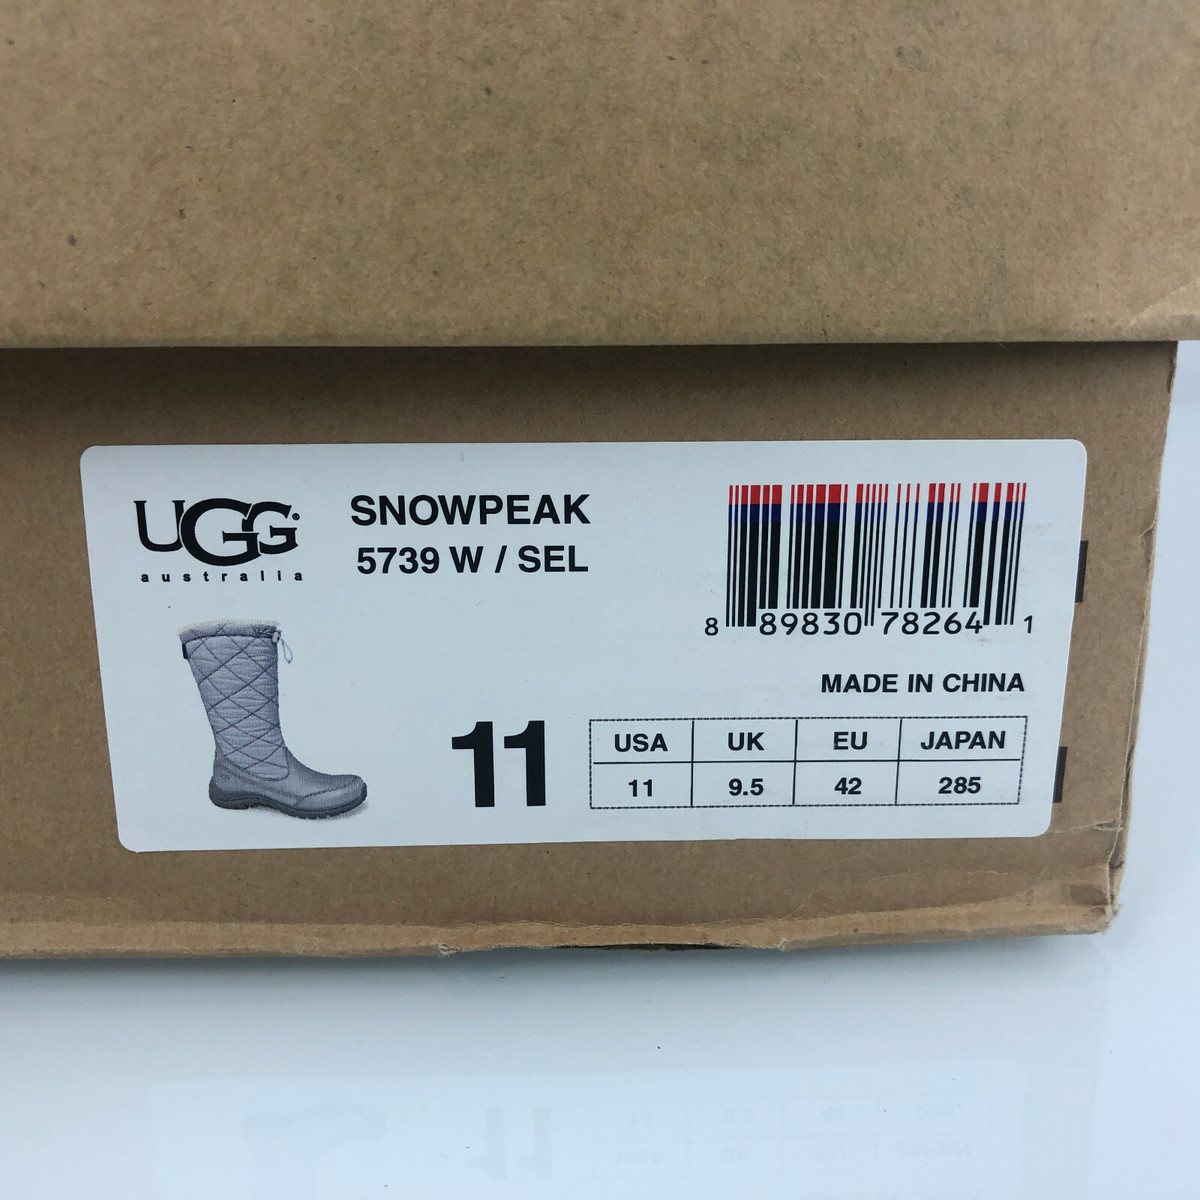 UGG®
australia
SNOWPEAK
5739 W / SEL
8 89830 78264 1
MADE IN CHINA
11
USA UK EU JAPAN
11 9.5 42 285